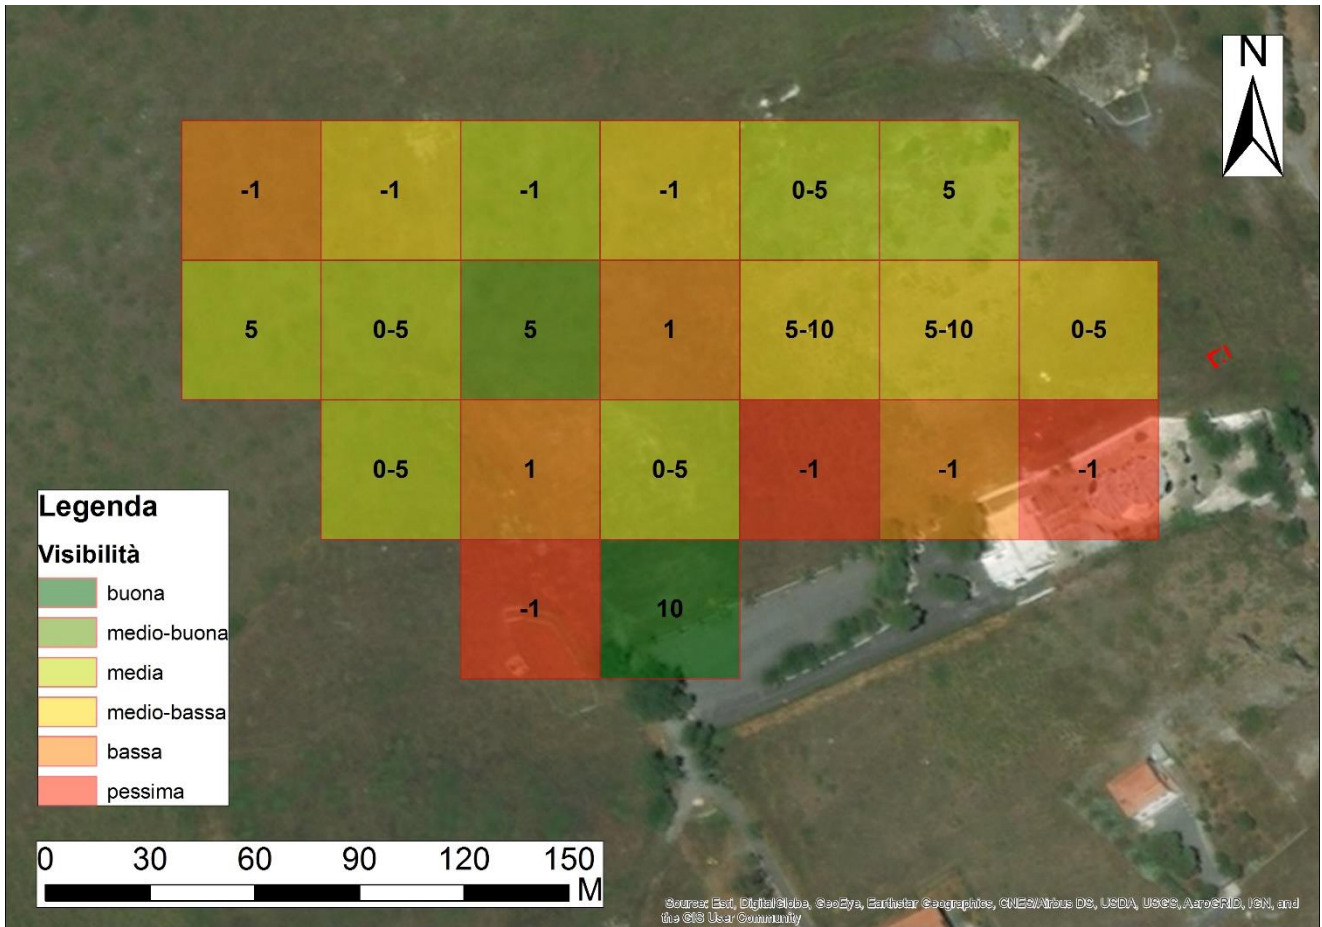 N
-1 -1 -1 -1 0-5 5
5 0-5 5 1 5-10 5-10 0-5
0-5 1 0-5 -1 -1 -1
-1 10
Legenda
Visibilità
buona
medio-buona
media
medio-bassa
bassa
pessima
0 30 60 90 120 150
M
Source: Esri, DigitalGlobe, GeoEye, Earthstar Geographics, CNES/Airbus DS, USDA, USGS, AeroGRID, IGN, and
the GIS User Community